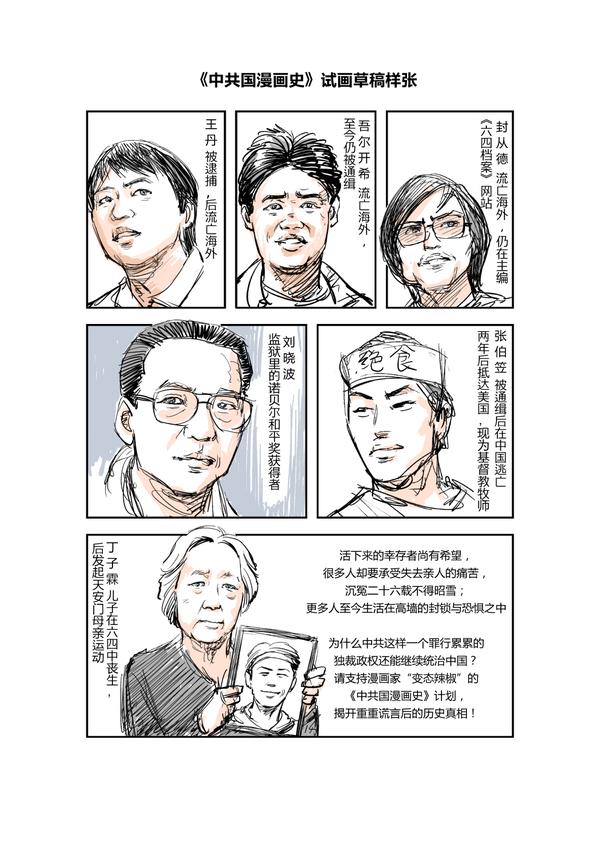 《中共国漫画史》试画草稿样张
王丹 被逮捕，后流亡海外
吾尔开希 流亡海外，
至今仍被通缉
封从德 流亡海外，仍在主编
《六四档案》网站
刘晓波
监狱里的诺贝尔和平奖获得者
绝食
张伯笠 被通缉后在中国逃亡
两年后抵达美国，现为基督教牧师
丁子霖 儿子在六四中丧生，
后发起天安门母亲运动
活下来的幸存者尚有希望，
很多人却要承受失去亲人的痛苦，
沉冤二十六载不得昭雪；
更多人至今生活在高墙的封锁与恐惧之中
为什么中共这样一个罪行累累的
独裁政权还能继续统治中国？
请支持漫画家“变态辣椒”的
《中共国漫画史》计划，
揭开重重谎言后的历史真相！